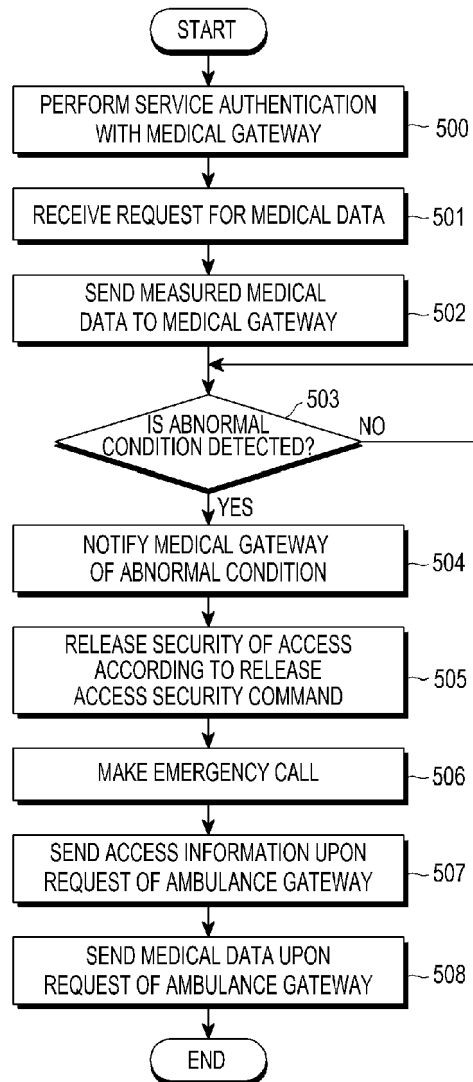 START
PERFORM SERVICE AUTHENTICATION
WITH MEDICAL GATEWAY
500
RECEIVE REQUEST FOR MEDICAL DATA
501
SEND MEASURED MEDICAL
DATA TO MEDICAL GATEWAY
502
503
IS ABNORMAL
CONDITION DETECTED?
NO
YES
NOTIFY MEDICAL GATEWAY
OF ABNORMAL CONDITION
504
RELEASE SECURITY OF ACCESS
ACCORDING TO RELEASE
ACCESS SECURITY COMMAND
505
MAKE EMERGENCY CALL
506
SEND ACCESS INFORMATION UPON
REQUEST OF AMBULANCE GATEWAY
507
SEND MEDICAL DATA UPON
REQUEST OF AMBULANCE GATEWAY
508
END